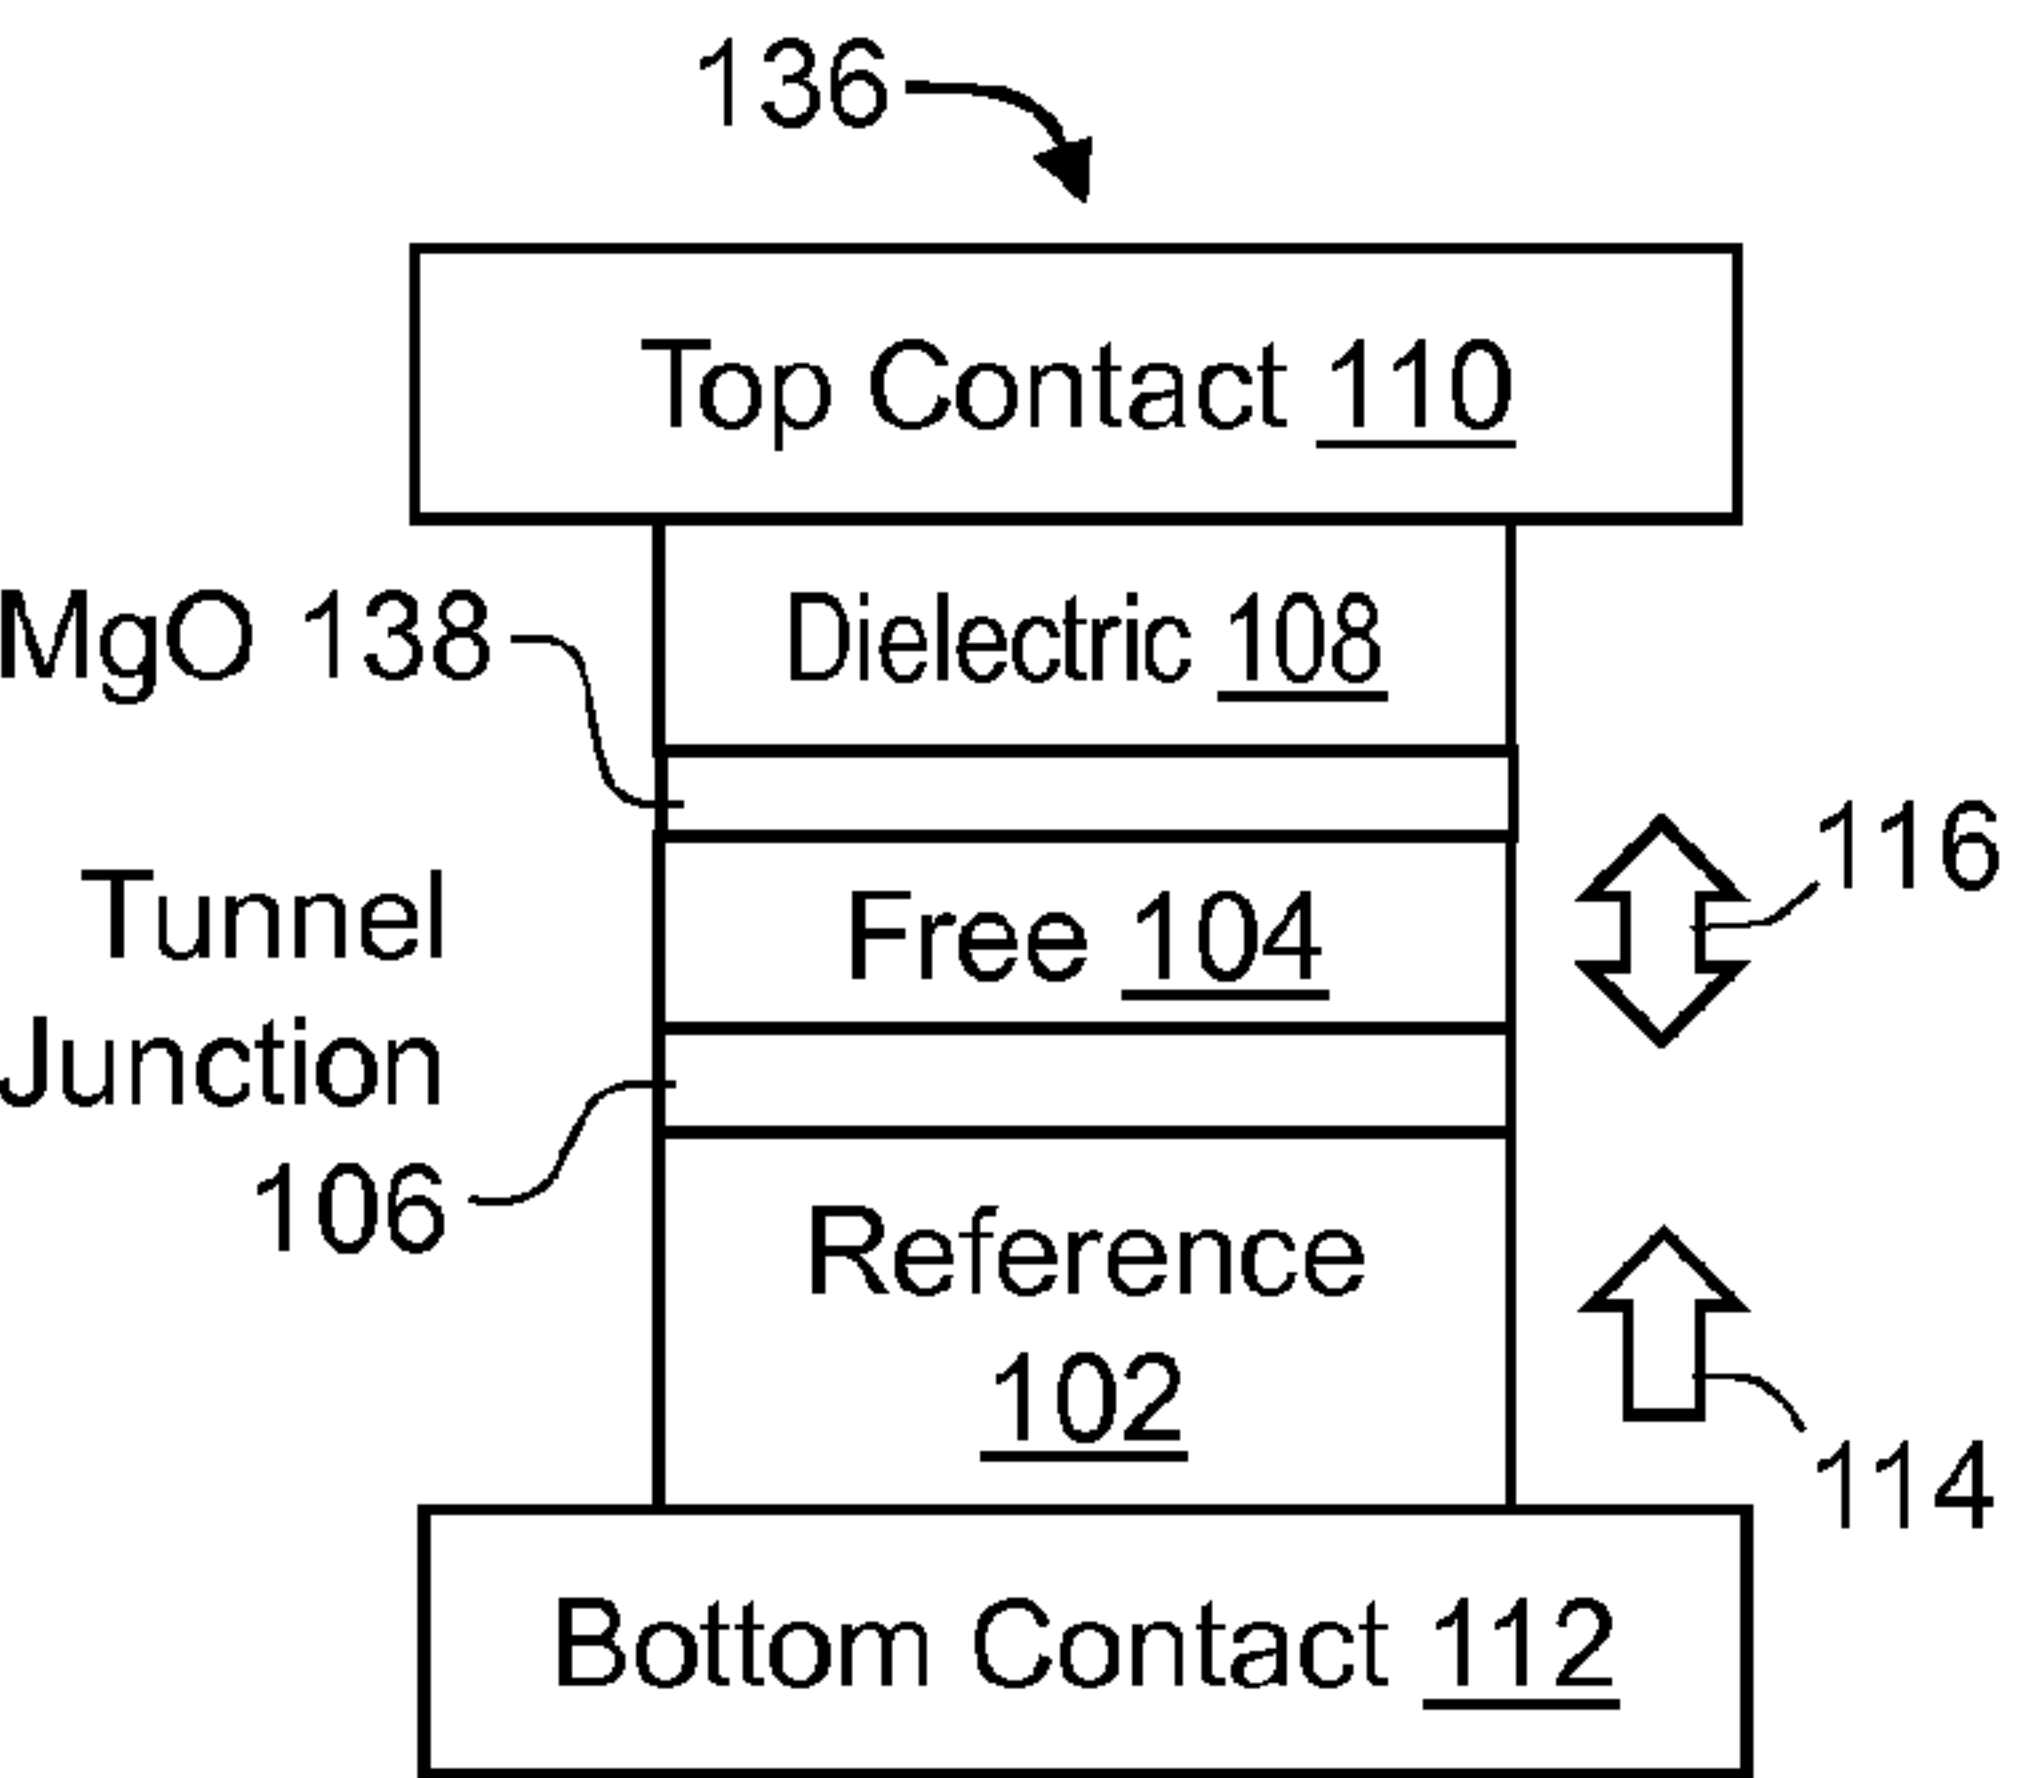 136
Top Contact 110
MgO 138
Dielectric 108
116
Tunnel
Junction
106
Free 104
Reference
102
114
Bottom Contact 112